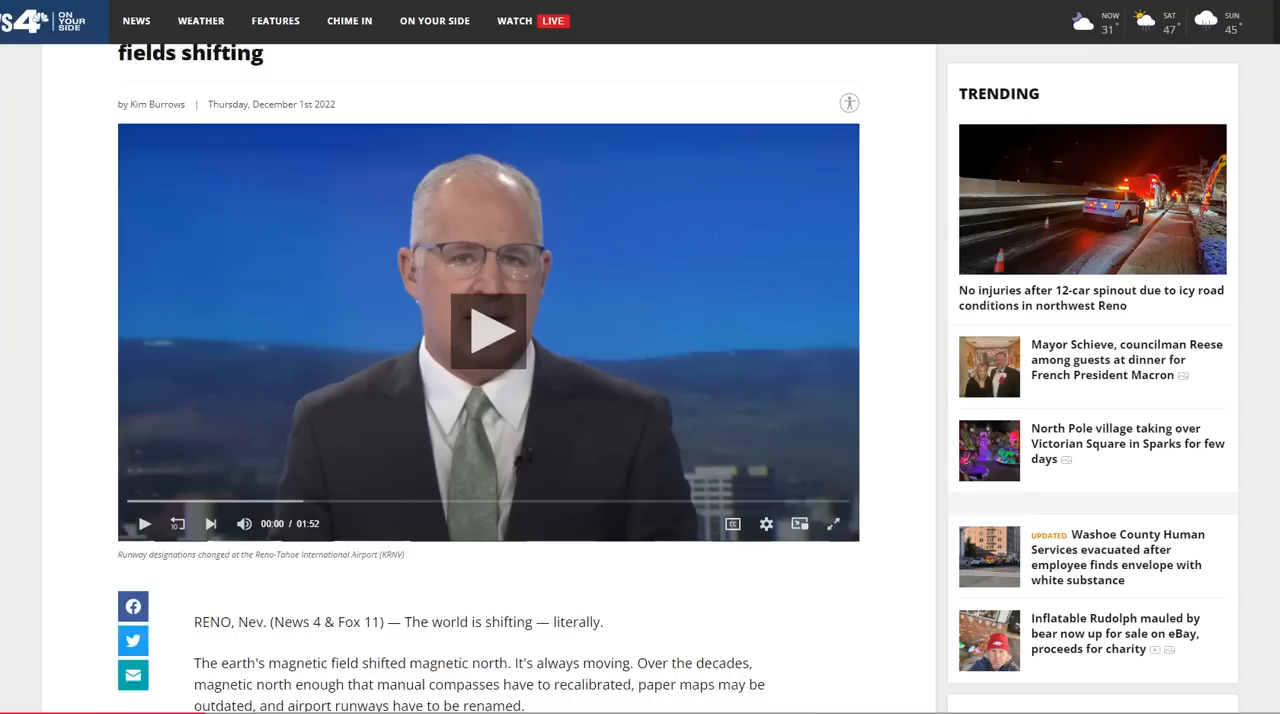 S4 ON YOUR SIDE
NEWS WEATHER FEATURES CHIME IN ON YOUR SIDE WATCH LIVE
NOW 31° SAT 47° SUN 45°
fields shifting
by Kim Burrows | Thursday, December 1st 2022
00:00 / 01:52
CC
10
Runway designations changed at the Reno-Tahoe International Airport (KRNV)
RENO, Nev. (News 4 & Fox 11) — The world is shifting — literally.
The earth's magnetic field shifted magnetic north. It's always moving. Over the decades,
magnetic north enough that manual compasses have to recalibrated, paper maps may be
outdated, and airport runways have to be renamed.
TRENDING
No injuries after 12-car spinout due to icy road
conditions in northwest Reno
Mayor Schieve, councilman Reese
among guests at dinner for
French President Macron
North Pole village taking over
Victorian Square in Sparks for few
days
UPDATED Washoe County Human
Services evacuated after
employee finds envelope with
white substance
Inflatable Rudolph mauled by
bear now up for sale on eBay,
proceeds for charity